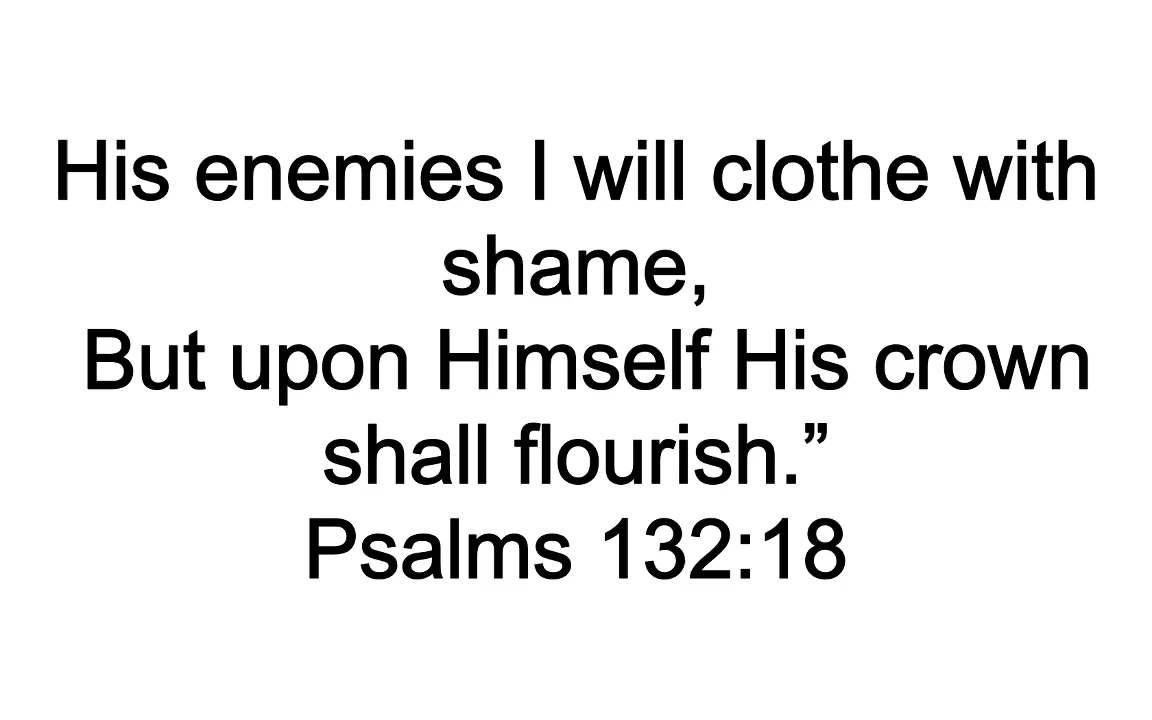 His enemies I will clothe with
shame,
But upon Himself His crown
shall flourish.”
Psalms 132:18